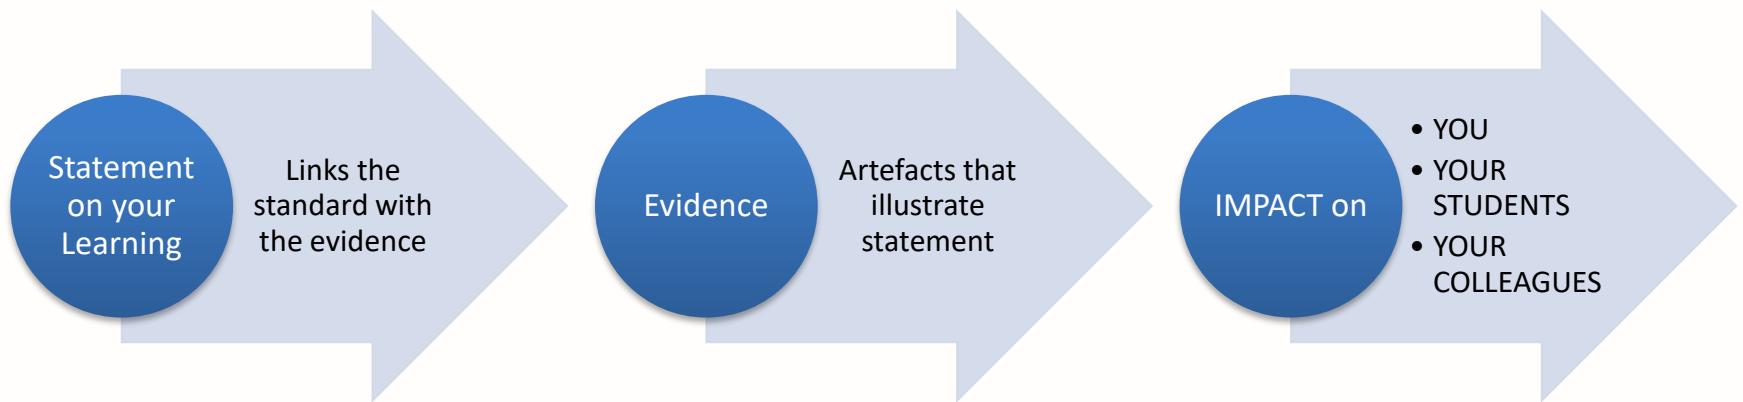 Statement
on your
Learning
Links the
standard with
the evidence
Evidence
Artefacts that
illustrate
statement
IMPACT on
• YOU
• YOUR
STUDENTS
• YOUR
COLLEAGUES